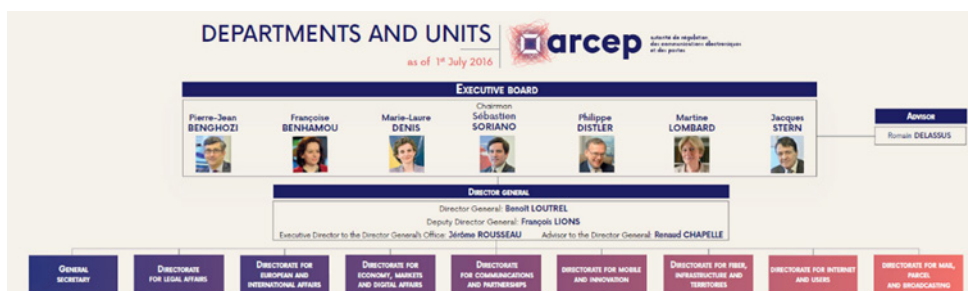 DEPARTMENTS AND UNITS
as of 1st July 2016
arcep
autorité de régulation
des communications électroniques
et des postes
EXECUTIVE BOARD
Pierre-Jean
BENGHOZI
Françoise
BENHAMOU
Marie-Laure
DENIS
Chairman
Sébastien
SORIANO
Philippe
DISTLER
Martine
LOMBARD
Jacques
STERN
ADVISOR
Romain DELASSUS
DIRECTOR GENERAL
Director General: Benoît LOUTREL
Deputy Director General: François LIONS
Executive Director to the Director General's Office: Jérôme ROUSSEAU Advisor to the Director General: Renaud CHAPELLE
GENERAL
SECRETARY
DIRECTORATE
FOR LEGAL AFFAIRS
DIRECTORATE FOR
EUROPEAN AND
INTERNATIONAL AFFAIRS
DIRECTORATE FOR
ECONOMY, MARKETS
AND DIGITAL AFFAIRS
DIRECTORATE
FOR COMMUNICATIONS
AND PARTNERSHIPS
DIRECTORATE FOR MOBILE
AND INNOVATION
DIRECTORATE FOR FIBER,
INFRASTRUCTURE AND
TERRITORIES
DIRECTORATE FOR INTERNET
AND USERS
DIRECTORATE FOR MAIL,
PARCEL
AND BROADCASTING